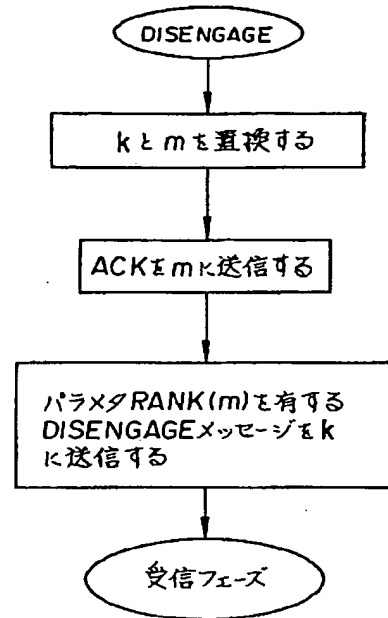 DISENGAGE
kとmを置換する
ACKをmに送信する
パラメタRANK(m)を有する
DISENGAGEメッセージをk
に送信する
受信フェーズ